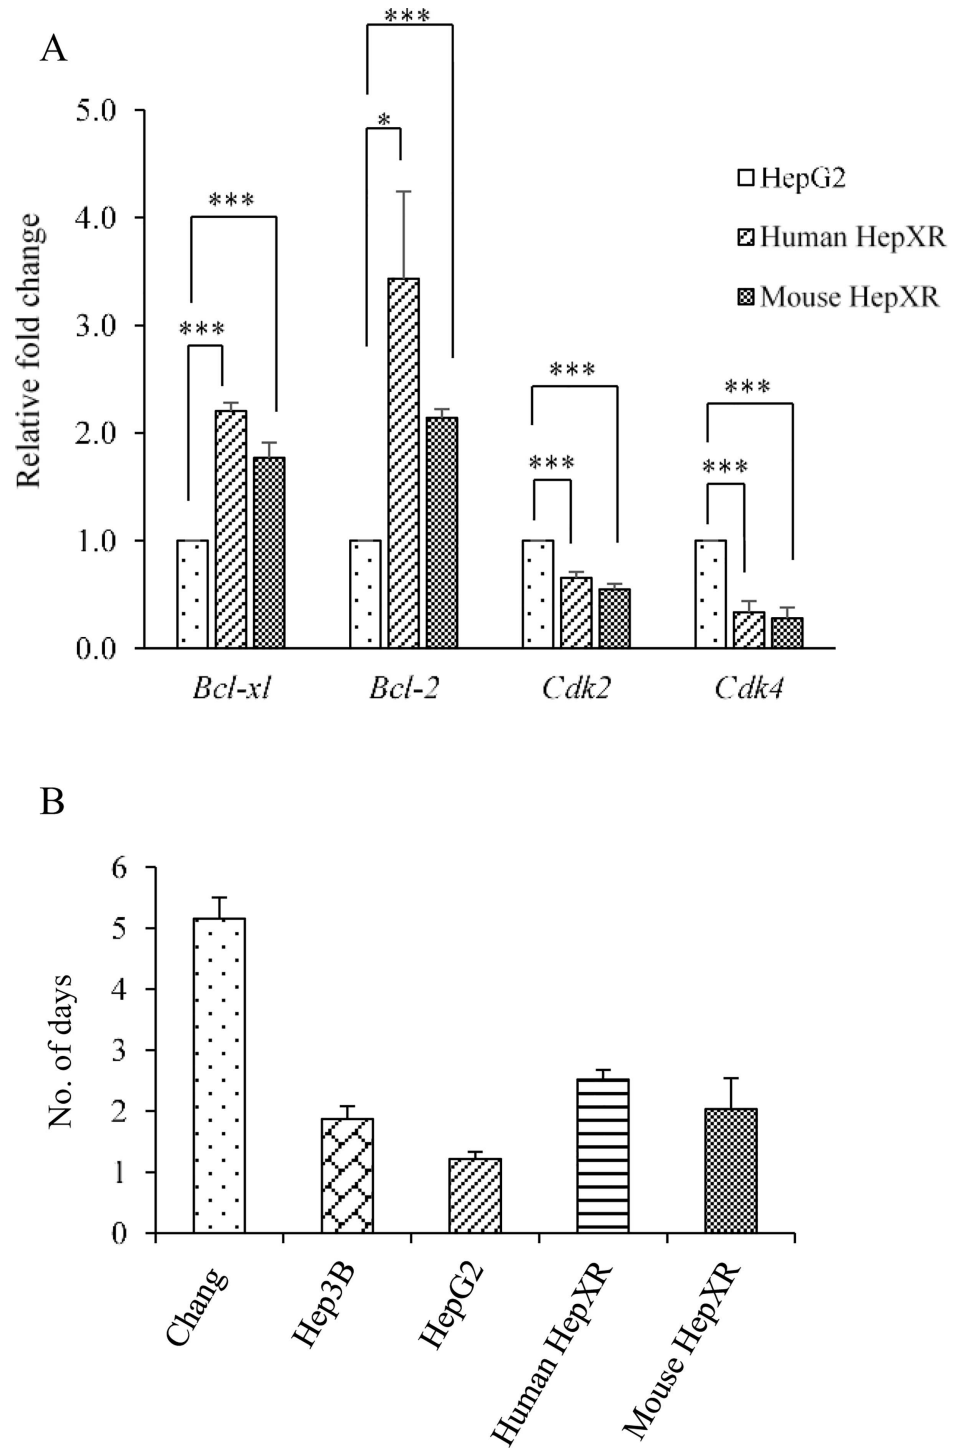 A
***
*
***
***
***
***
***
***
5.0
4.0
3.0
2.0
1.0
0.0
Relative fold change
HepG2
Human HepXR
Mouse HepXR
Bcl-xl Bcl-2 Cdk2 Cdk4
B
6
5
4
3
2
1
0
No. of days
Chang
Hep3B
HepG2
Human HepXR
Mouse HepXR